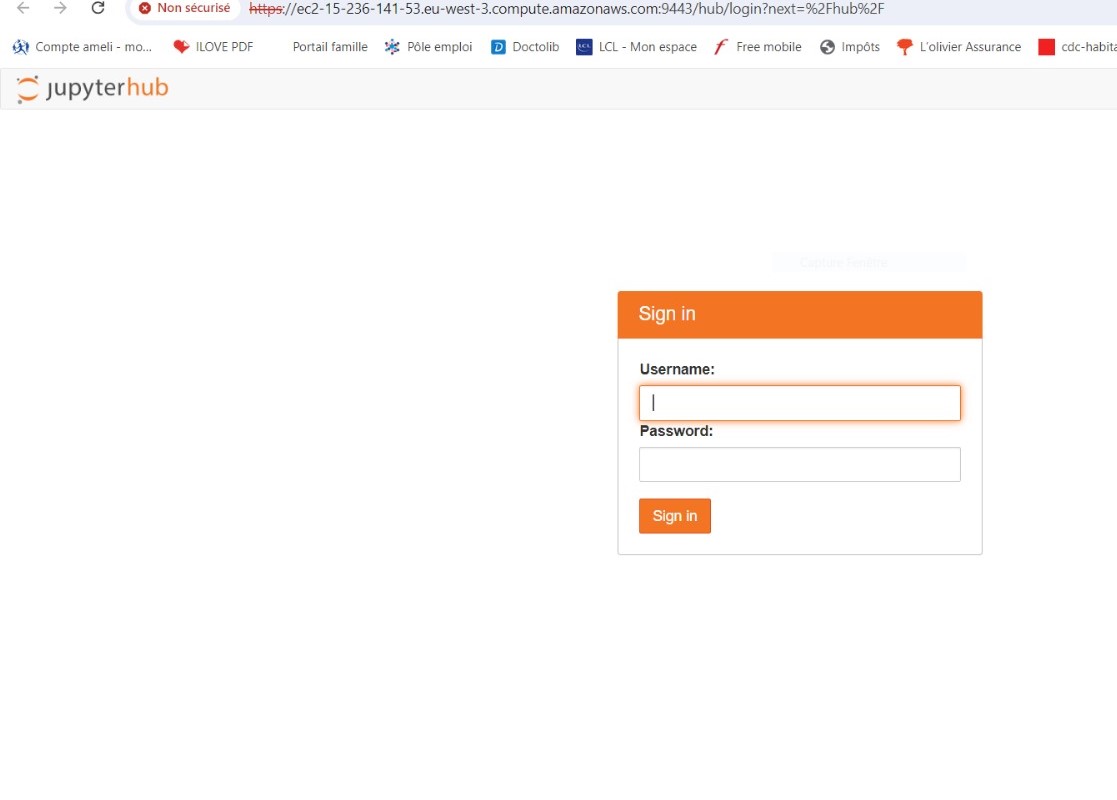 Non sécurisé https://ec2-15-236-141-53.eu-west-3.compute.amazonaws.com:9443/hub/login?next=%2Fhub%2F
Compte ameli - mo... ILOVE PDF Portail famille Pôle emploi D Doctolib LCL LCL - Mon espace f Free mobile Impôts L'olivier Assurance cdc-habita
jupyterhub
Sign in
Username:
Password:
Sign in